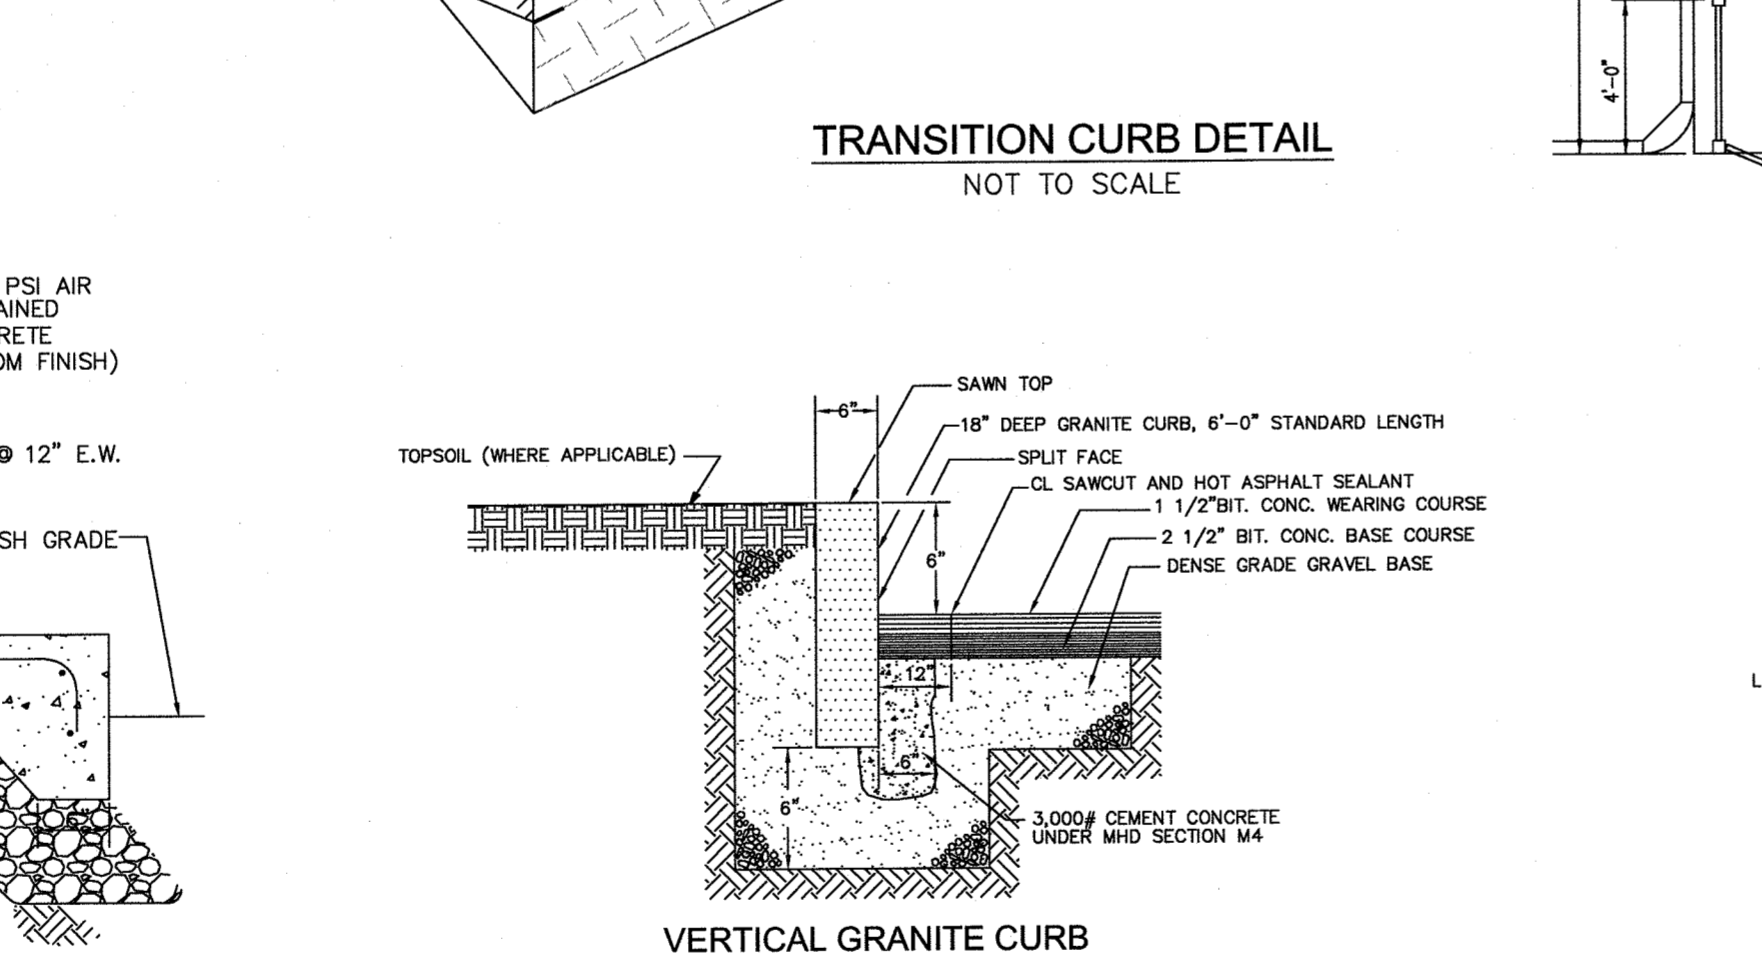 4'-0"
TRANSITION CURB DETAIL
NOT TO SCALE
PSI AIR
AINED
RETE
OM FINISH)
@ 12" E.W.
SH GRADE
6"
SAWN TOP
6"
18" DEEP GRANITE CURB, 6'-0" STANDARD LENGTH
TOPSOIL (WHERE APPLICABLE)
SPLIT FACE
CL SAWCUT AND HOT ASPHALT SEALANT
1 1/2"BIT. CONC. WEARING COURSE
2 1/2" BIT. CONC. BASE COURSE
6"
DENSE GRADE GRAVEL BASE
12"
L
6"
6"
3,000# CEMENT CONCRETE
UNDER MHD SECTION M4
VERTICAL GRANITE CURB